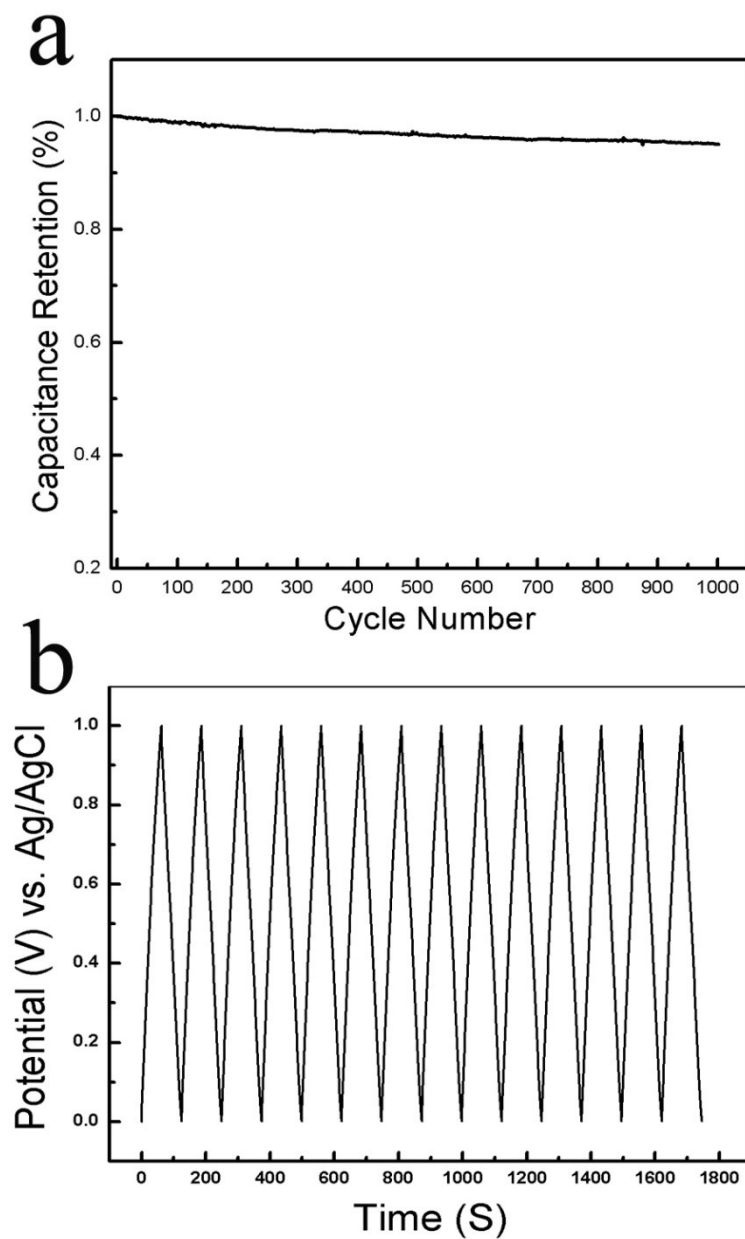 a
Capacitance Retention (%)
1.0
0.8
0.6
0.4
0.2
0 100 200 300 400 500 600 700 800 900 1000
Cycle Number
b
Potential (V) vs. Ag/AgCl
1.0
0.8
0.6
0.4
0.2
0.0
0 200 400 600 800 1000 1200 1400 1600 1800
Time (S)